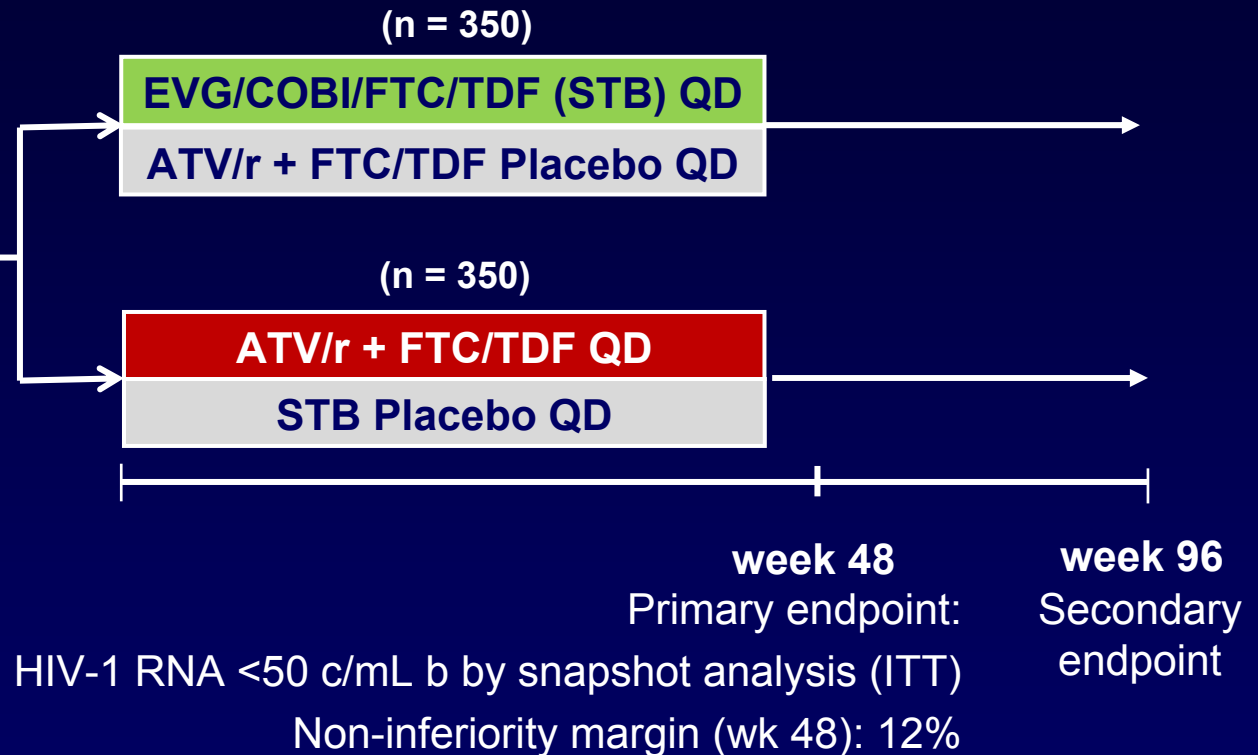 (n = 350)
EVG/COBI/FTC/TDF (STB) QD
ATV/r + FTC/TDF Placebo QD
(n = 350)
ATV/r + FTC/TDF QD
STB Placebo QD
week 48
Primary endpoint:
HIV-1 RNA <50 c/mL b by snapshot analysis (ITT)
Non-inferiority margin (wk 48): 12%
week 96
Secondary
endpoint